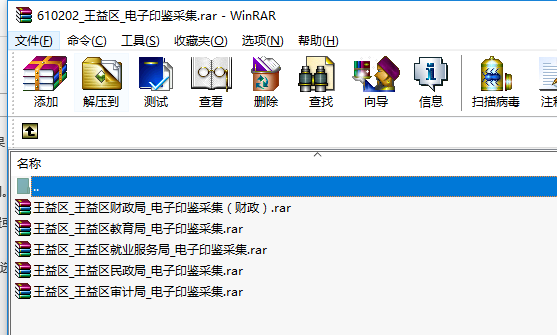 610202_王益区_电子印鉴采集.rar - WinRAR
文件(F) 命令(C) 工具(S) 收藏夹(O) 选项(N) 帮助(H)
添加 解压到 测试 查看 删除 查找 向导 信息 扫描病毒
名称
..
王益区_王益区财政局_电子印鉴采集（财政）.rar
王益区_王益区教育局_电子印鉴采集.rar
王益区_王益区就业服务局_电子印鉴采集.rar
王益区_王益区民政局_电子印鉴采集.rar
王益区_王益区审计局_电子印鉴采集.rar